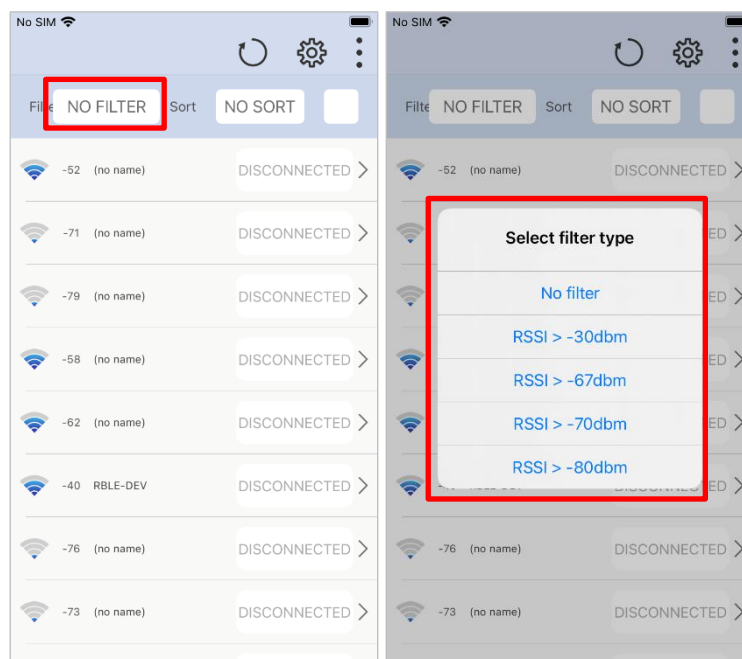 No SIM
Filte NO FILTER Sort NO SORT
-52 (no name) DISCONNECTED
-71 (no name) DISCONNECTED
-79 (no name) DISCONNECTED
-58 (no name) DISCONNECTED
-62 (no name) DISCONNECTED
-40 RBLE-DEV DISCONNECTED
-76 (no name) DISCONNECTED
-73 (no name) DISCONNECTED
No SIM
Filte NO FILTER Sort NO SORT
-52 (no name) DISCONNECTED
Select filter type
No filter
RSSI > -30dbm
RSSI > -67dbm
RSSI > -70dbm
RSSI > -80dbm
-76 (no name) DISCONNECTED
-73 (no name) DISCONNECTED